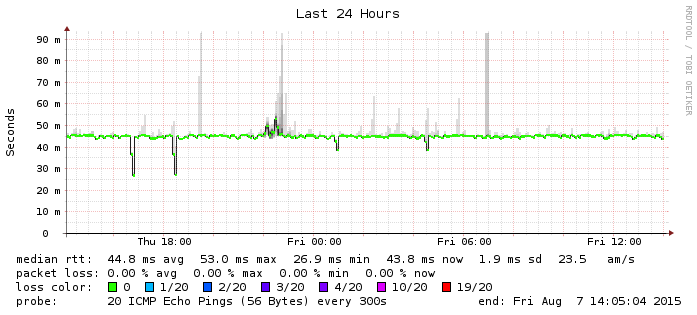 Last 24 Hours
RRDTOOL / TOBI OETIKER
Seconds
90 m
80 m
70 m
60 m
50 m
40 m
30 m
20 m
10 m
0
Thu 18:00 Fri 00:00 Fri 06:00 Fri 12:00
median rtt: 44.8 ms avg 53.0 ms max 26.9 ms min 43.8 ms now 1.9 ms sd 23.5 am/s
packet loss: 0.00 % avg 0.00 % max 0.00 % min 0.00 % now
loss color: 0 1/20 2/20 3/20 4/20 10/20 19/20
probe: 20 ICMP Echo Pings (56 Bytes) every 300s end: Fri Aug 7 14:05:04 2015